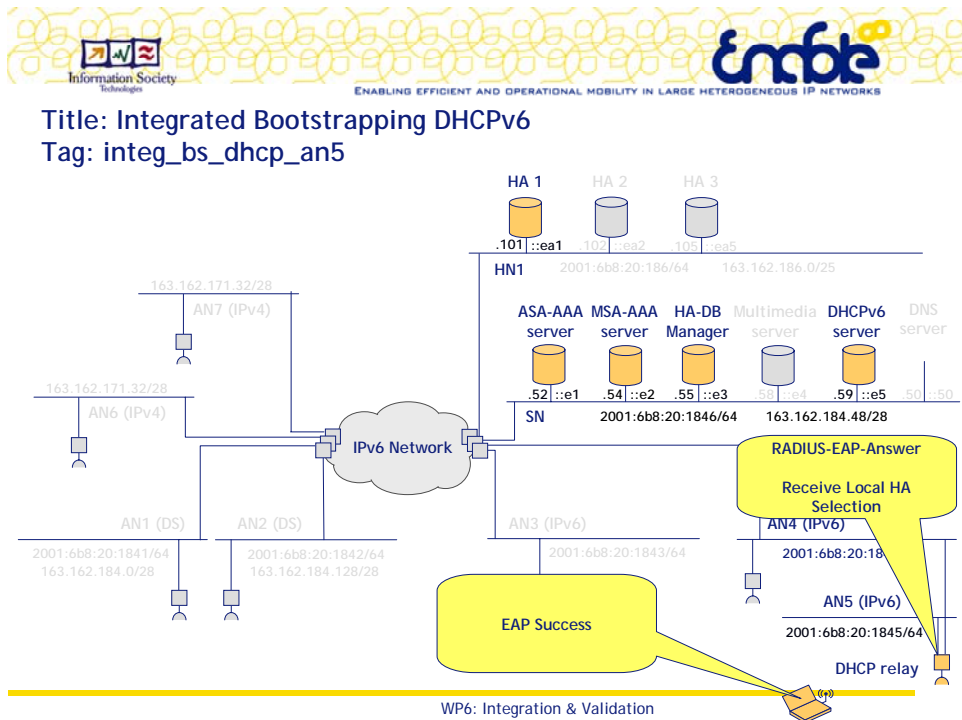 Information Society
Technologies
Enable
ENABLING EFFICIENT AND OPERATIONAL MOBILITY IN LARGE HETEROGENEOUS IP NETWORKS
Title: Integrated Bootstrapping DHCPv6
Tag: integ_bs_dhcp_an5
HA 1 HA 2 HA 3
.101 ::ea1 .102 ::ea2 .105 ::ea5
HN1 2001:6b8:20:186/64 163.162.186.0/25
163.162.171.32/28
AN7 (IPv4)
ASA-AAA server
MSA-AAA server
HA-DB Manager
Multimedia server
DHCPv6 server
DNS server
.52 ::e1 .54 ::e2 .55 ::e3 .58 ::e4 .59 ::e5 .50 ::50
SN 2001:6b8:20:1846/64 163.162.184.48/28
163.162.171.32/28
AN6 (IPv4)
IPv6 Network
RADIUS-EAP-Answer
Receive Local HA
Selection
AN1 (DS)
2001:6b8:20:1841/64
163.162.184.0/28
AN2 (DS)
2001:6b8:20:1842/64
163.162.184.128/28
AN3 (IPv6)
2001:6b8:20:1843/64
AN4 (IPv6)
2001:6b8:20:18
EAP Success
AN5 (IPv6)
2001:6b8:20:1845/64
DHCP relay
WP6: Integration & Validation